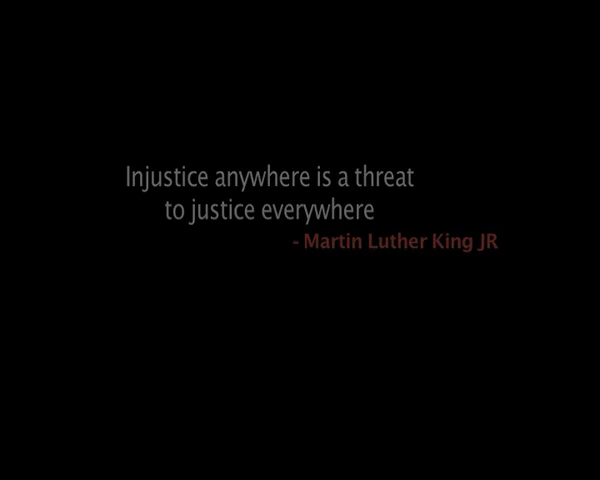 Injustice anywhere is a threat
to justice everywhere
- Martin Luther King JR